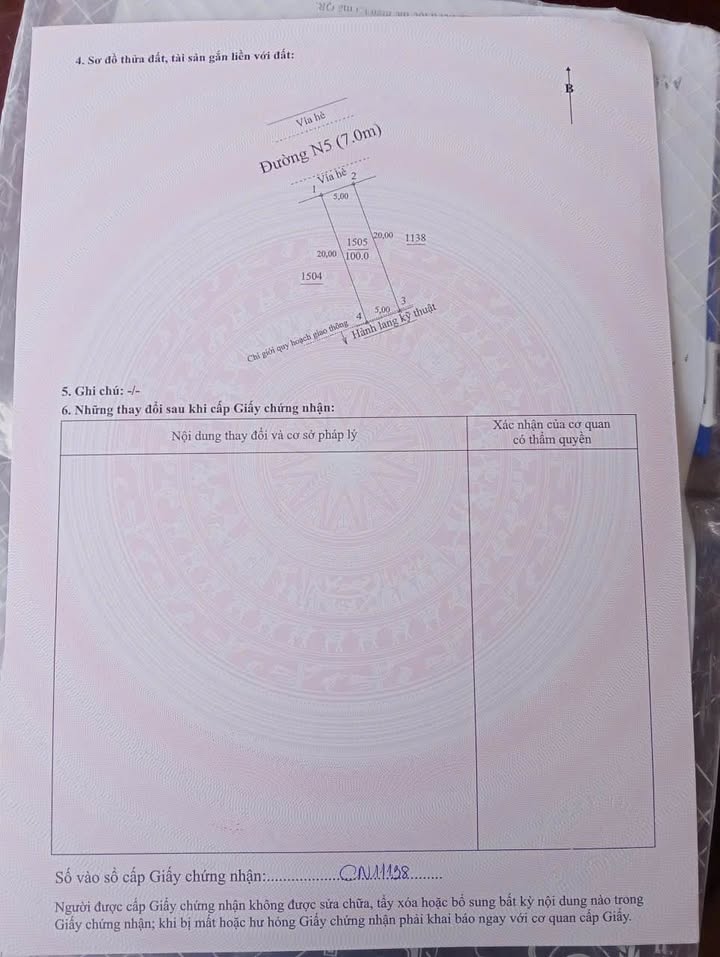 4. Sơ đồ thửa đất, tài sản gắn liền với đất:
B
Vỉa hè
Đường N5 (7.0m)
Vỉa hè
1 2
5,00
20,00 1505 20,00 1138
100.0
1504
4 5,00 3
Chỉ giới quy hoạch giao thông
Hành lang kỹ thuật
5. Ghi chú: -/-
6. Những thay đổi sau khi cấp Giấy chứng nhận:
Nội dung thay đổi và cơ sở pháp lý
Xác nhận của cơ quan
có thẩm quyền
Số vào sổ cấp Giấy chứng nhận:....................CN11198........
Người được cấp Giấy chứng nhận không được sửa chữa, tẩy xóa hoặc bổ sung bất kỳ nội dung nào trong
Giấy chứng nhận; khi bị mất hoặc hư hỏng Giấy chứng nhận phải khai báo ngay với cơ quan cấp Giấy.